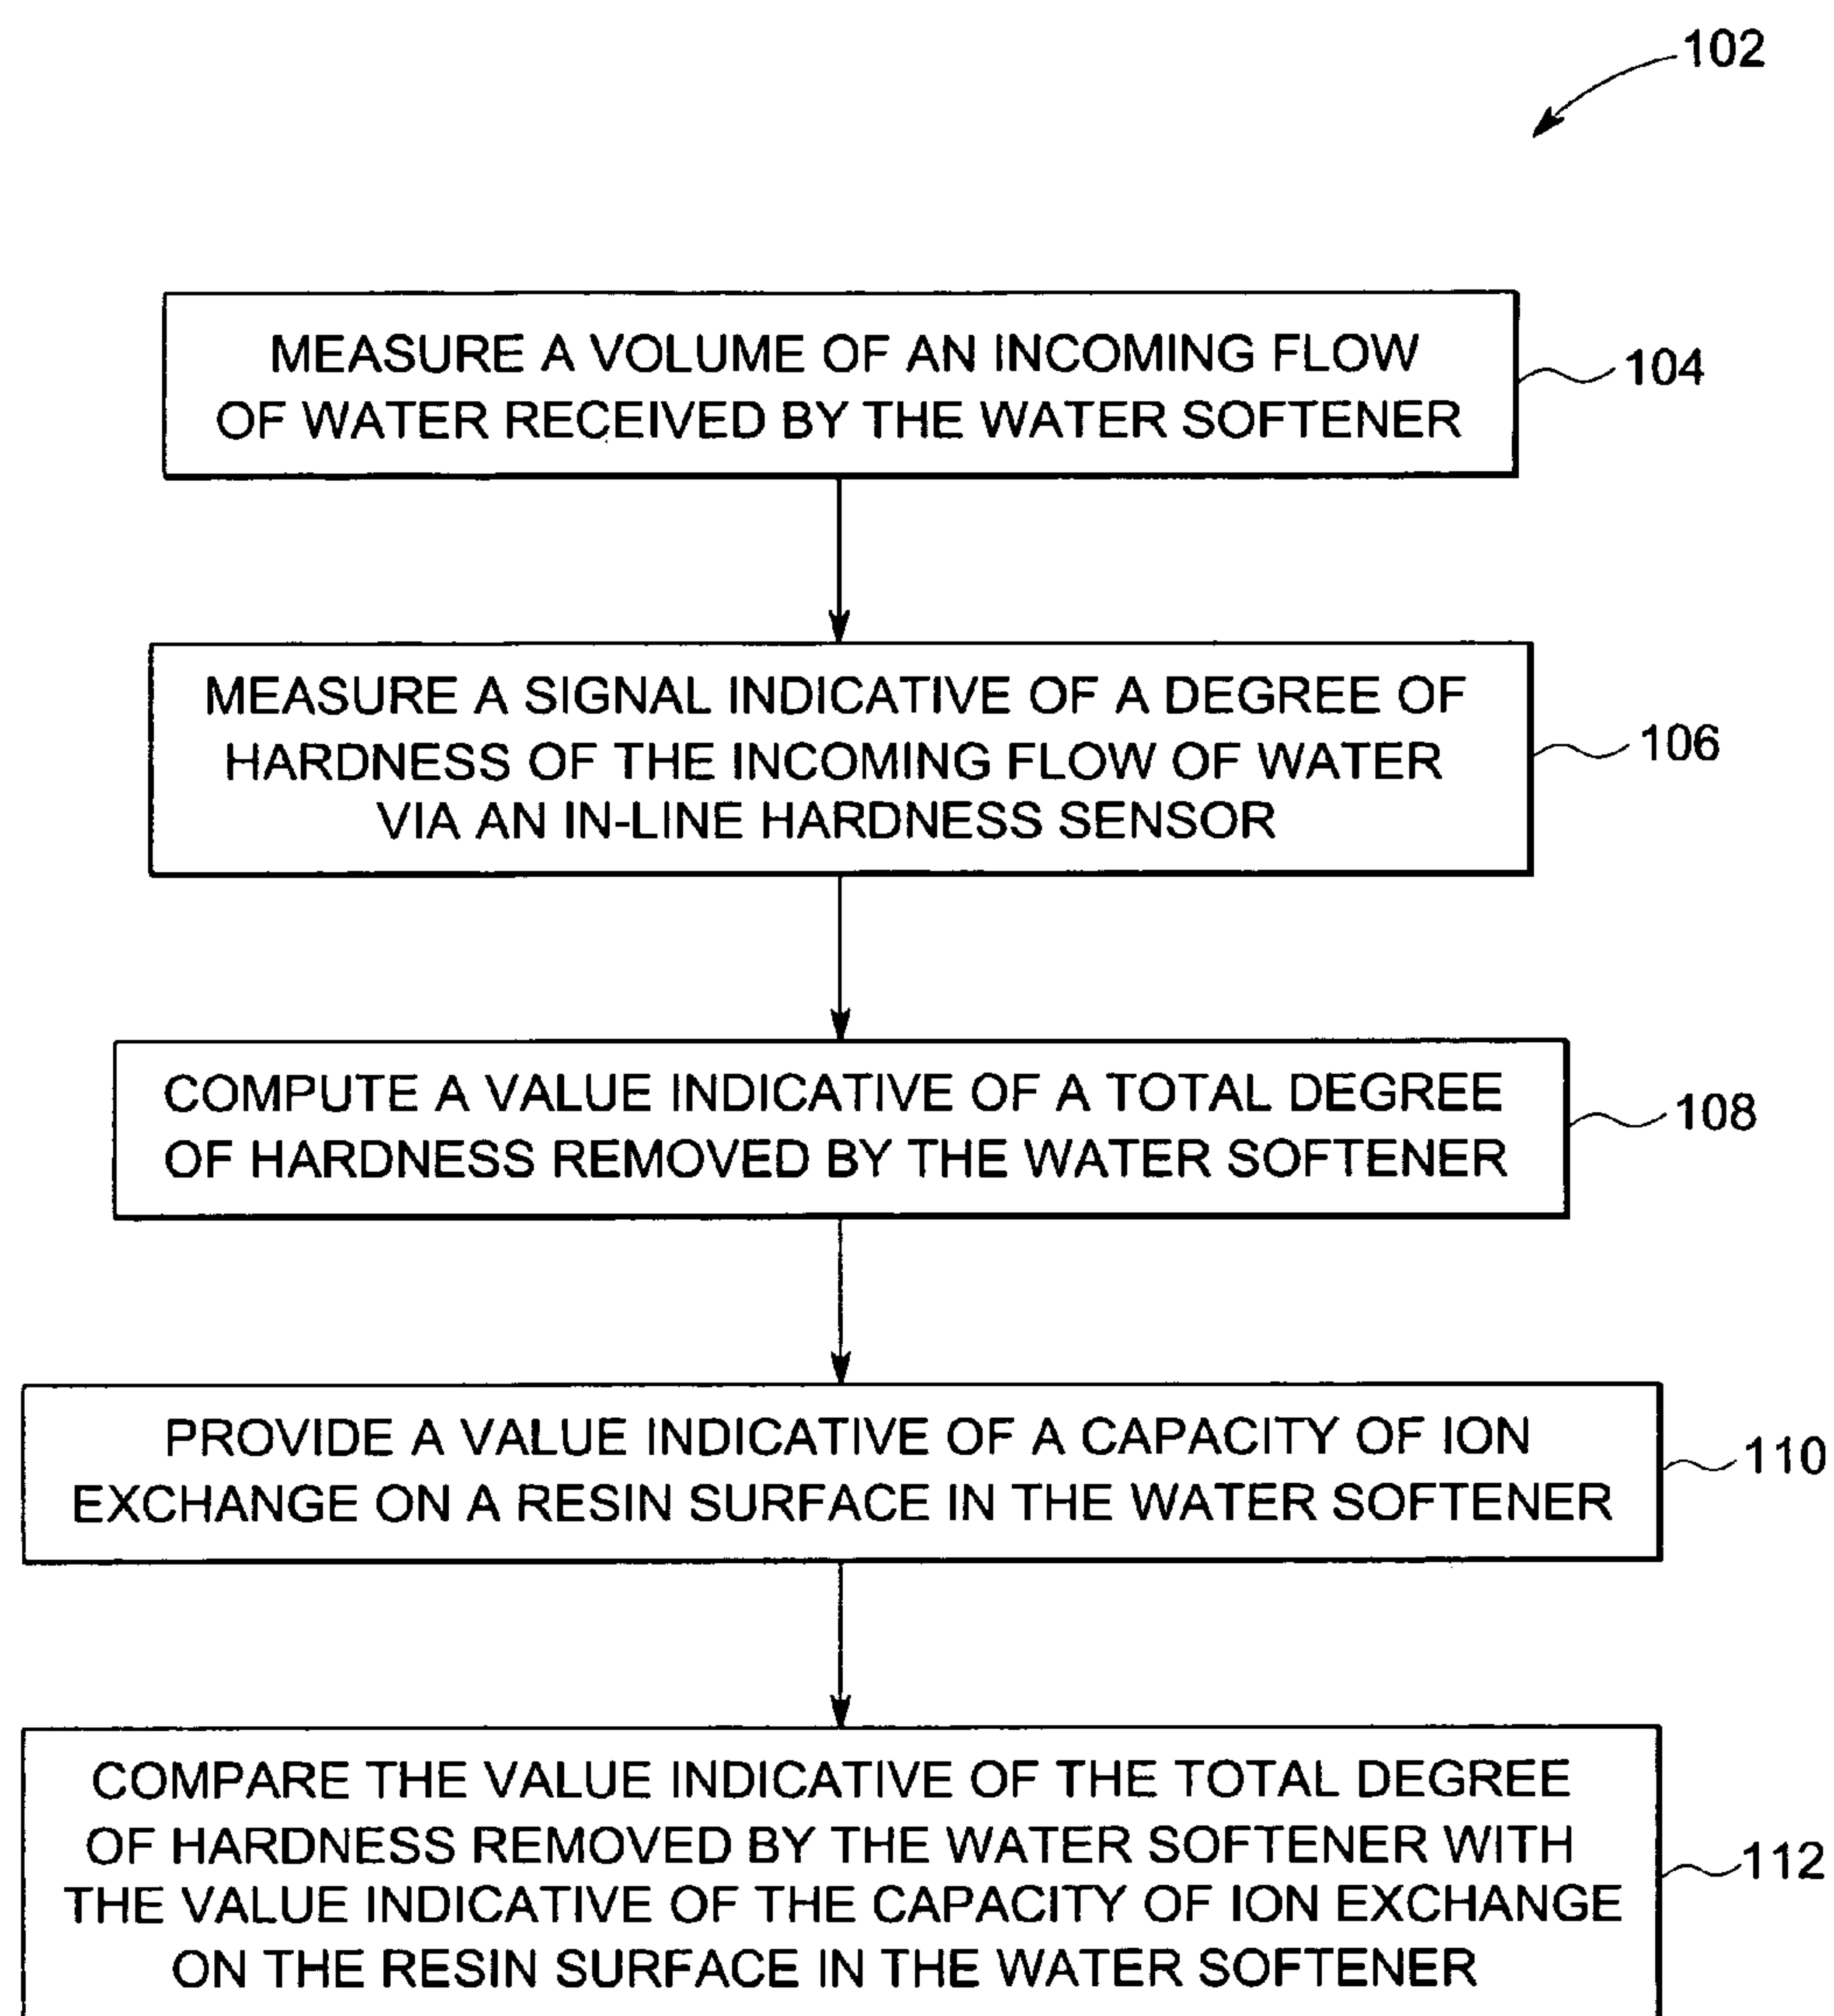 102
MEASURE A VOLUME OF AN INCOMING FLOW
OF WATER RECEIVED BY THE WATER SOFTENER
104
MEASURE A SIGNAL INDICATIVE OF A DEGREE OF
HARDNESS OF THE INCOMING FLOW OF WATER
VIA AN IN-LINE HARDNESS SENSOR
106
COMPUTE A VALUE INDICATIVE OF A TOTAL DEGREE
OF HARDNESS REMOVED BY THE WATER SOFTENER
108
PROVIDE A VALUE INDICATIVE OF A CAPACITY OF ION
EXCHANGE ON A RESIN SURFACE IN THE WATER SOFTENER
110
COMPARE THE VALUE INDICATIVE OF THE TOTAL DEGREE
OF HARDNESS REMOVED BY THE WATER SOFTENER WITH
THE VALUE INDICATIVE OF THE CAPACITY OF ION EXCHANGE
ON THE RESIN SURFACE IN THE WATER SOFTENER
112